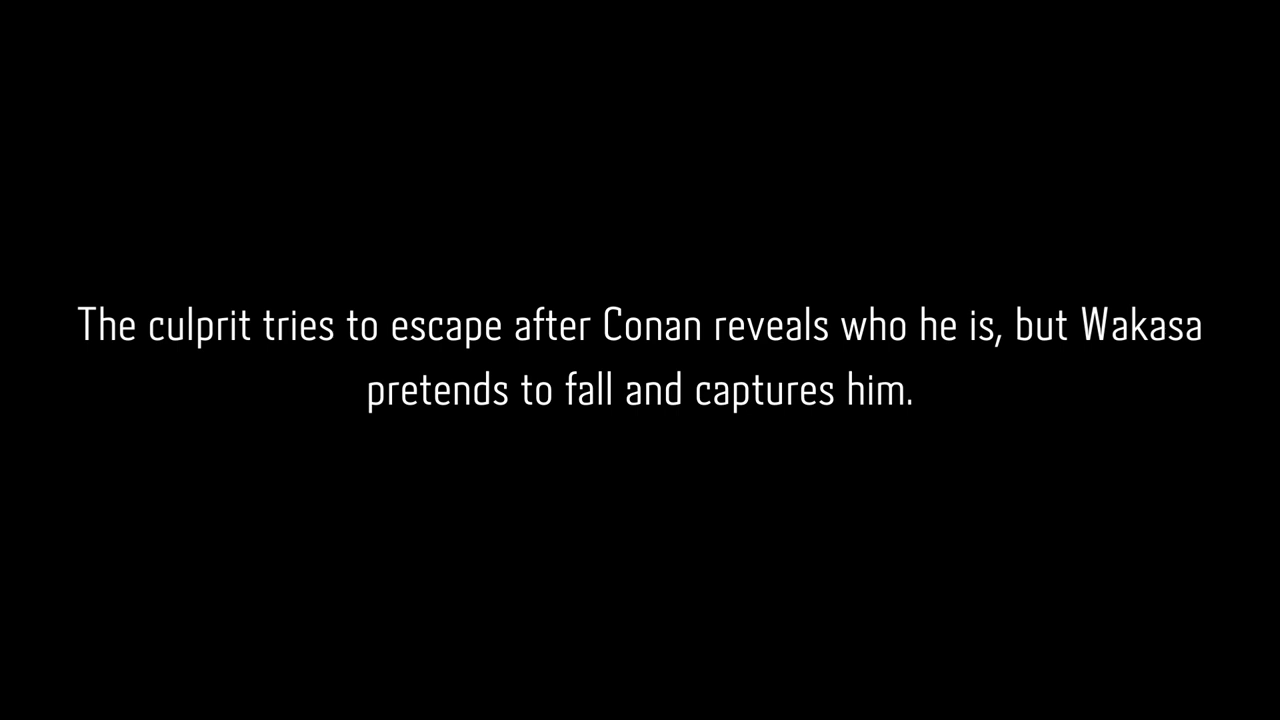 The culprit tries to escape after Conan reveals who he is, but Wakasa
pretends to fall and captures him.